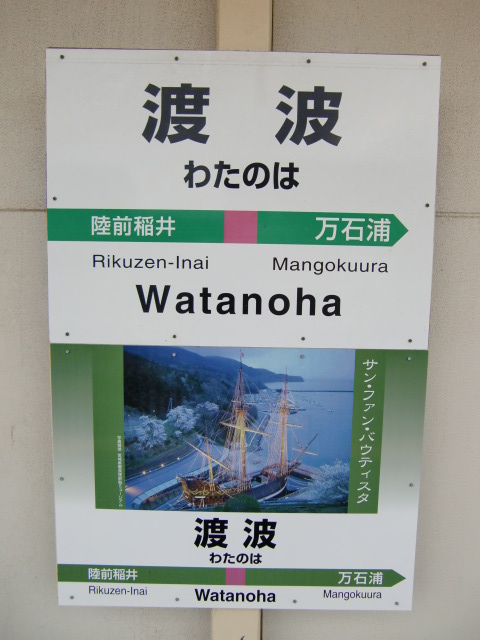 渡波
わたのは
陸前稲井 万石浦
Rikuzen-Inai Mangokuura
Watanoha
サン・ファン・バウティスタ
渡波
わたのは
陸前稲井 万石浦
Rikuzen-Inai Watanoha Mangokuura